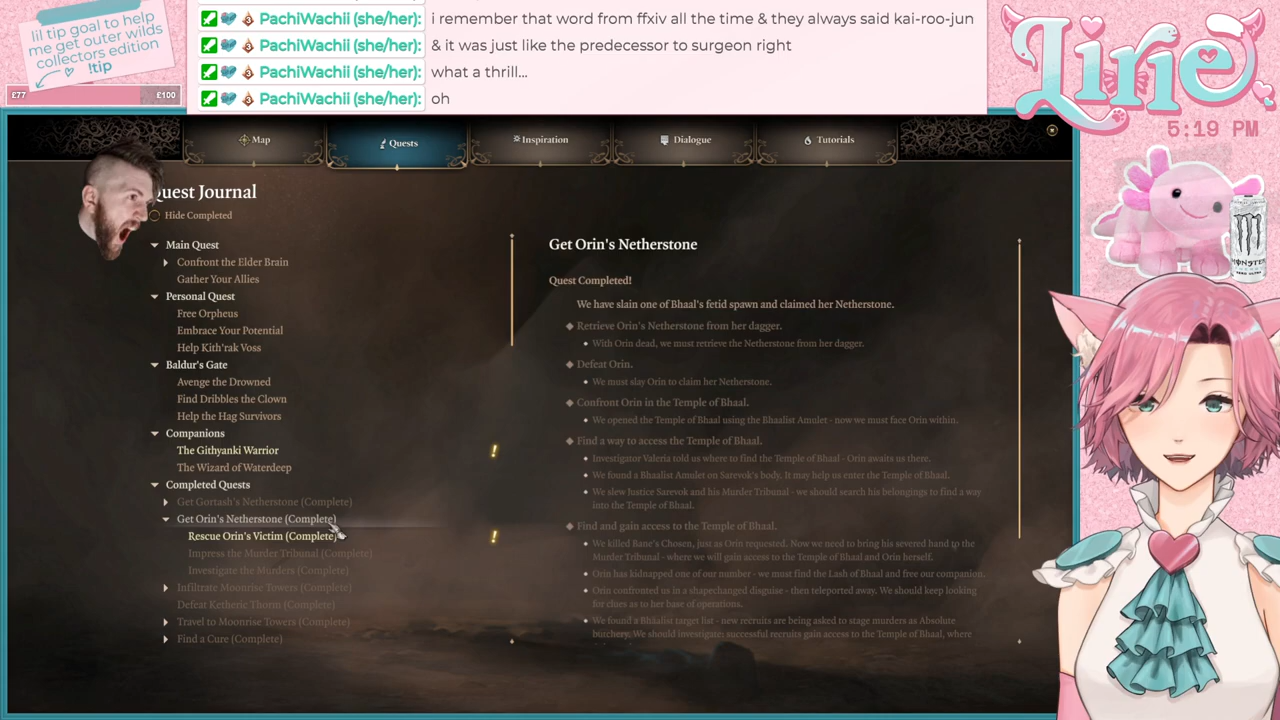 lil tip goal to help
me get outer wilds
collectors edition
!tip
£77
£100
PachiWachii (she/her): i remember that word from ffxiv all the time & they always said kai-roo-jun
PachiWachii (she/her): & it was just like the predecessor to surgeon right
PachiWachii (she/her): what a thrill...
PachiWachii (she/her): oh
Lirie
5:19 PM
Map
Quests
Inspiration
Dialogue
Tutorials
Quest Journal
Hide Completed
Main Quest
Confront the Elder Brain
Gather Your Allies
Personal Quest
Free Orpheus
Embrace Your Potential
Help Kith'rak Voss
Baldur's Gate
Avenge the Drowned
Find Dribbles the Clown
Help the Hag Survivors
Companions
The Githyanki Warrior
The Wizard of Waterdeep
Completed Quests
Get Gortash's Netherstone (Complete)
Get Orin's Netherstone (Complete)
Rescue Orin's Victim (Complete)
Impress the Murder Tribunal (Complete)
Investigate the Murders (Complete)
Infiltrate Moonrise Towers (Complete)
Defeat Ketheric Thorm (Complete)
Travel to Moonrise Towers (Complete)
Find a Cure (Complete)
Get Orin's Netherstone
Quest Completed!
We have slain one of Bhaal's fetid spawn and claimed her Netherstone.
Retrieve Orin's Netherstone from her dagger.
With Orin dead, we must retrieve the Netherstone from her dagger.
Defeat Orin.
We must slay Orin to claim her Netherstone.
Confront Orin in the Temple of Bhaal.
We opened the Temple of Bhaal using the Bhaalist Amulet - now we must face Orin within.
Find a way to access the Temple of Bhaal.
Investigator Valeria told us where to find the Temple of Bhaal - Orin awaits us there.
We found a Bhaalist Amulet on Sarevok's body. It may help us enter the Temple of Bhaal.
We slew Justice Sarevok and his Murder Tribunal - we should search his belongings to find a way
into the Temple of Bhaal.
Find and gain access to the Temple of Bhaal.
We killed Bane's Chosen, just as Orin requested. Now we need to bring his severed hand to the
Murder Tribunal - where we will gain access to the Temple of Bhaal and Orin herself.
Orin has kidnapped one of our number - we must find the Lash of Bhaal and free our companion.
Orin confronted us in a shapechanged disguise - then teleported away. We should keep looking
for clues as to her base of operations.
We found a Bhaalist target list - new recruits are being asked to stage murders as Absolute
butchery. We should investigate: successful recruits gain access to the Temple of Bhaal, where
MONSTER